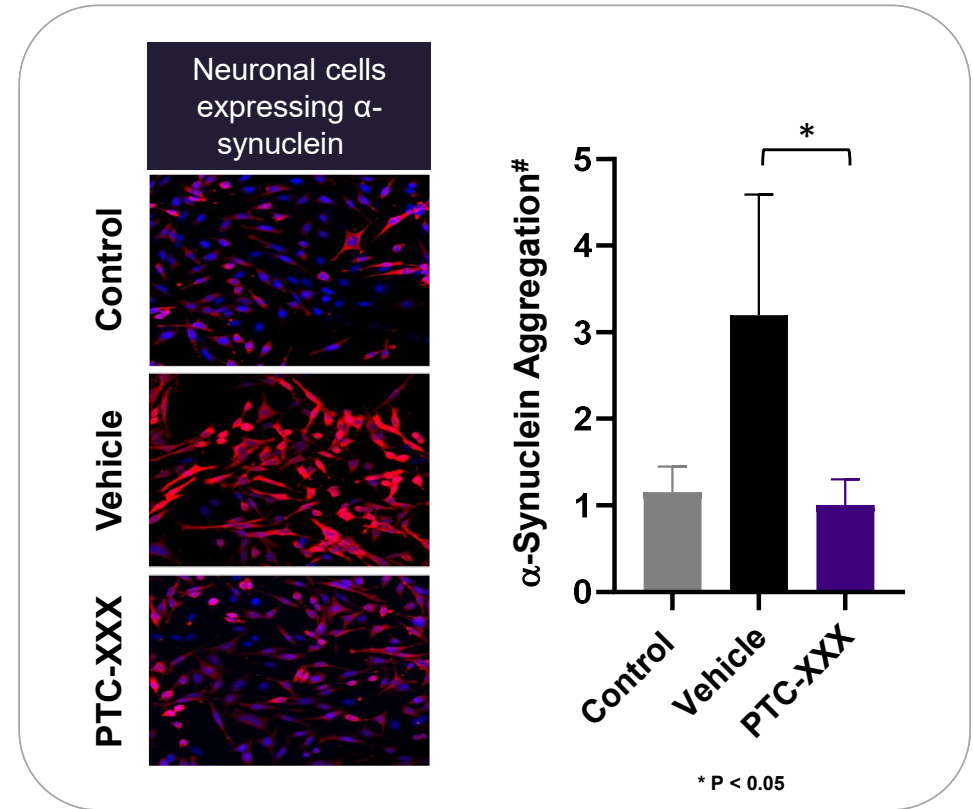 Neuronal cells
expressing α-
synuclein
Control
Vehicle
PTC-XXX
α-Synuclein Aggregation#
*
5
4
3
2
1
0
Control
Vehicle
PTC-XXX
* P < 0.05